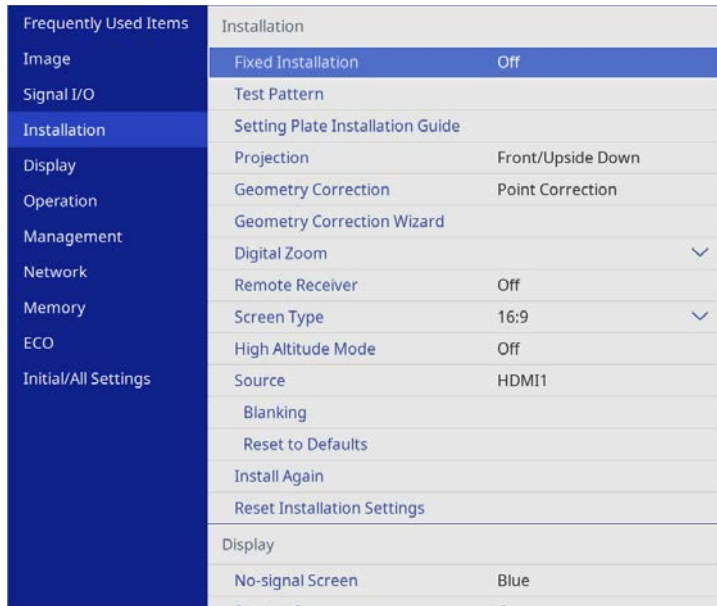 Frequently Used Items
Image
Signal I/O
Installation
Display
Operation
Management
Network
Memory
ECO
Initial/All Settings
Installation
Fixed Installation Off
Test Pattern
Setting Plate Installation Guide
Projection Front/Upside Down
Geometry Correction Point Correction
Geometry Correction Wizard
Digital Zoom
Remote Receiver Off
Screen Type 16:9
High Altitude Mode Off
Source HDMI1
Blanking
Reset to Defaults
Install Again
Reset Installation Settings
Display
No-signal Screen Blue